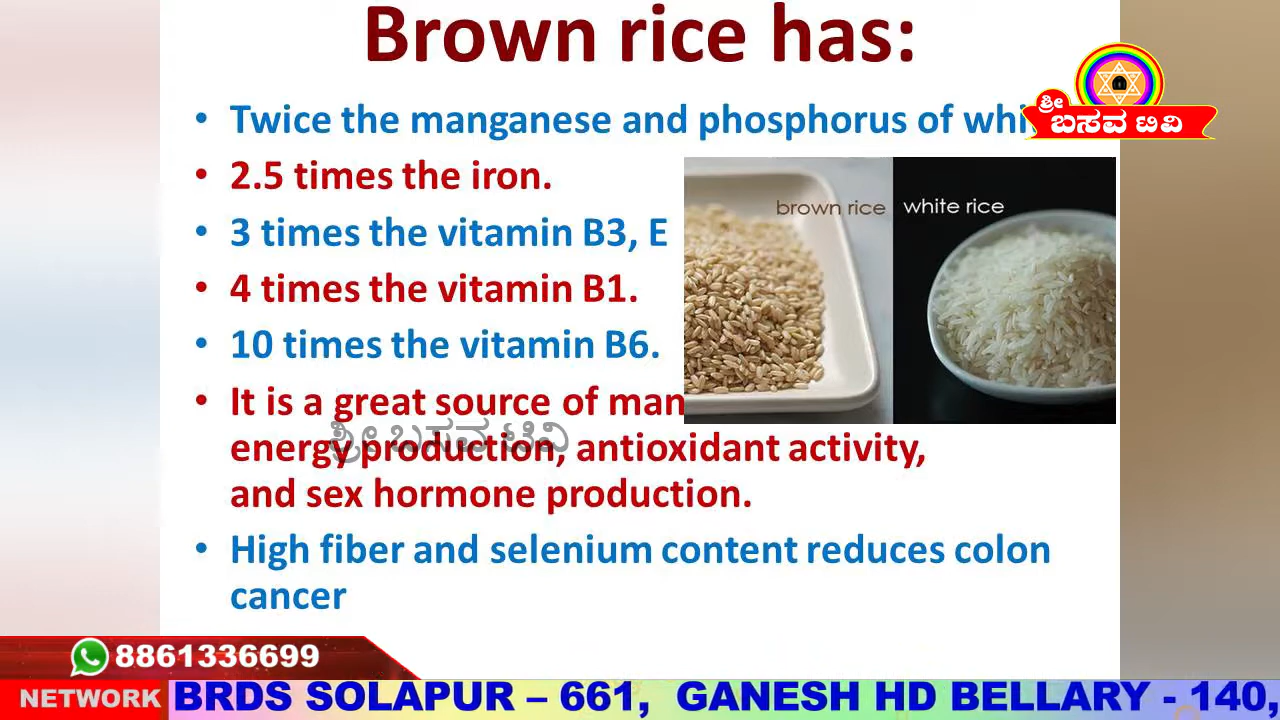 Brown rice has:
• Twice the manganese and phosphorus of whi
ಶ್ರೀ
ಬಸವ ಟಿವಿ
• 2.5 times the iron.
• 3 times the vitamin B3, E
• 4 times the vitamin B1.
• 10 times the vitamin B6.
brown rice
white rice
• It is a great source of man
energy production, antioxidant activity,
and sex hormone production.
ಶ್ರೀ ಬಸವ ಟಿವಿ
• High fiber and selenium content reduces colon
cancer
8861336699
NETWORK BRDS SOLAPUR – 661, GANESH HD BELLARY - 140,